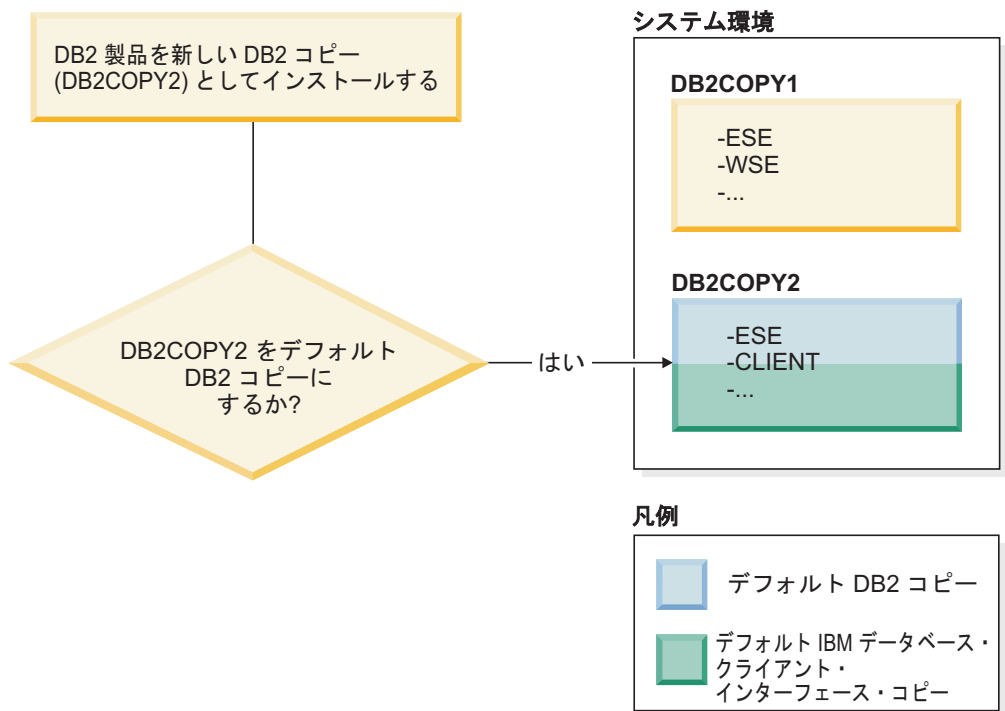 DB2 製品を新しい DB2 コピー
(DB2COPY2) としてインストールする
DB2COPY2 をデフォルト
DB2 コピーに
するか?
はい
システム環境
DB2COPY1
-ESE
-WSE
-...
DB2COPY2
-ESE
-CLIENT
-...
凡例
デフォルト DB2 コピー
デフォルト IBM データベース・
クライアント・
インターフェース・コピー